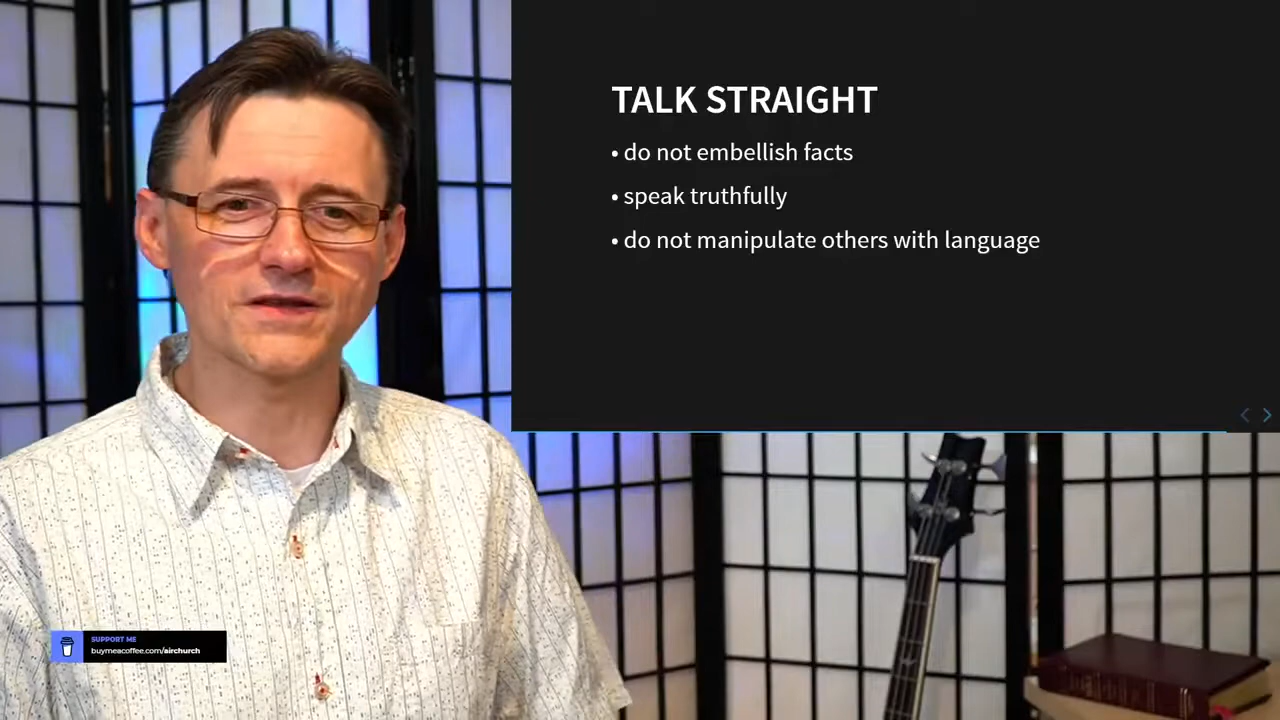 TALK STRAIGHT
• do not embellish facts
• speak truthfully
• do not manipulate others with language
SUPPORT ME
buymeacoffee.com/airchurch